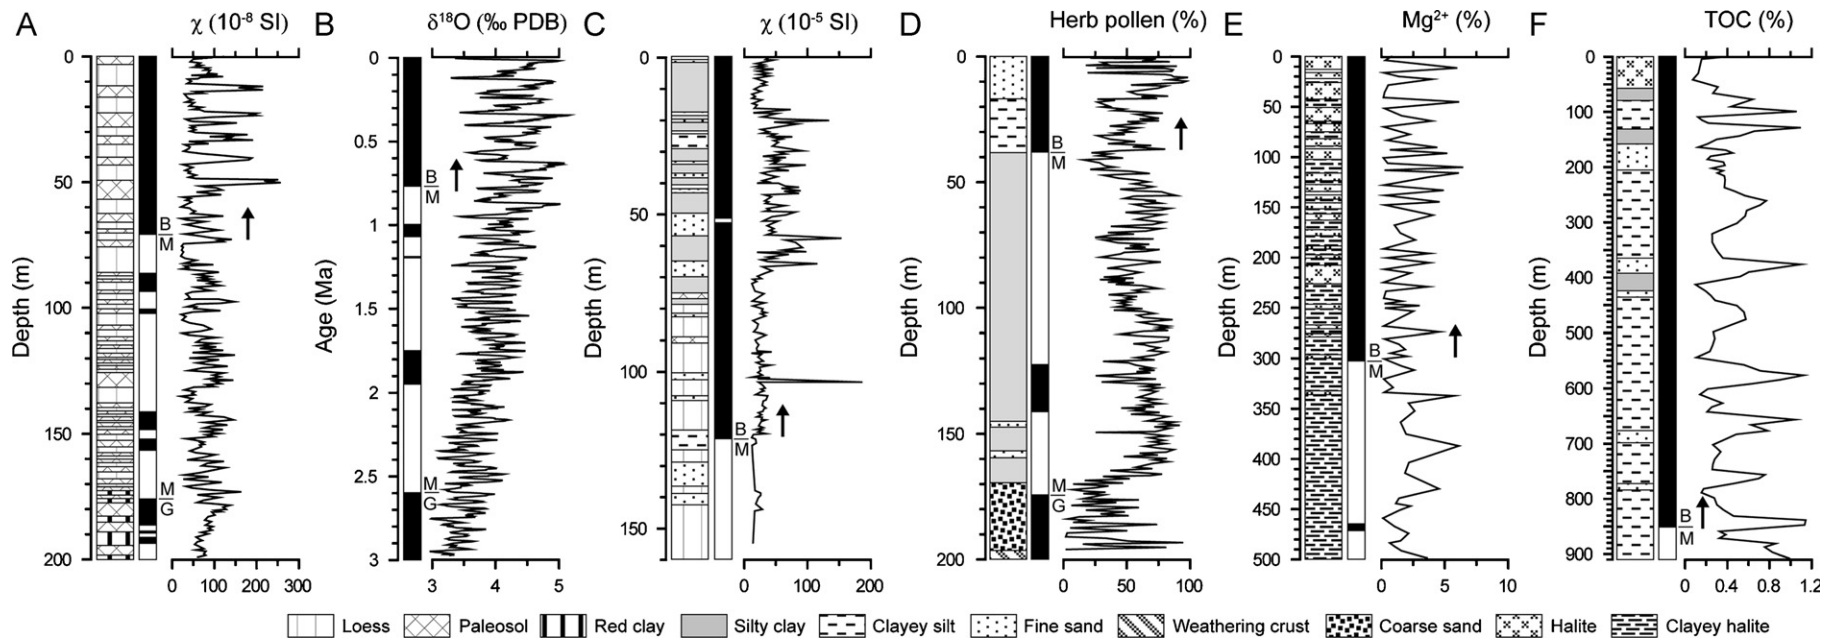 A χ (10⁻⁸ SI) B δ¹⁸O (‰ PDB) C χ (10⁻⁵ SI) D Herb pollen (%) E Mg²⁺ (%) F TOC (%)
Depth (m)
0
50
100
150
200
B
M
M
G
0 100 200 300
Age (Ma)
0
0.5
1
1.5
2
2.5
3
B
M
M
G
3 4 5
Depth (m)
0
50
100
150
B
M
0 100 200
Depth (m)
0
50
100
150
200
B
M
M
G
0 50 100
Depth (m)
0
50
100
150
200
250
300
350
400
450
500
B
M
0 5 10
Depth (m)
0
100
200
300
400
500
600
700
800
900
B
M
0 0.4 0.8 1.2
Loess Paleosol Red clay Silty clay Clayey silt Fine sand Weathering crust Coarse sand Halite Clayey halite